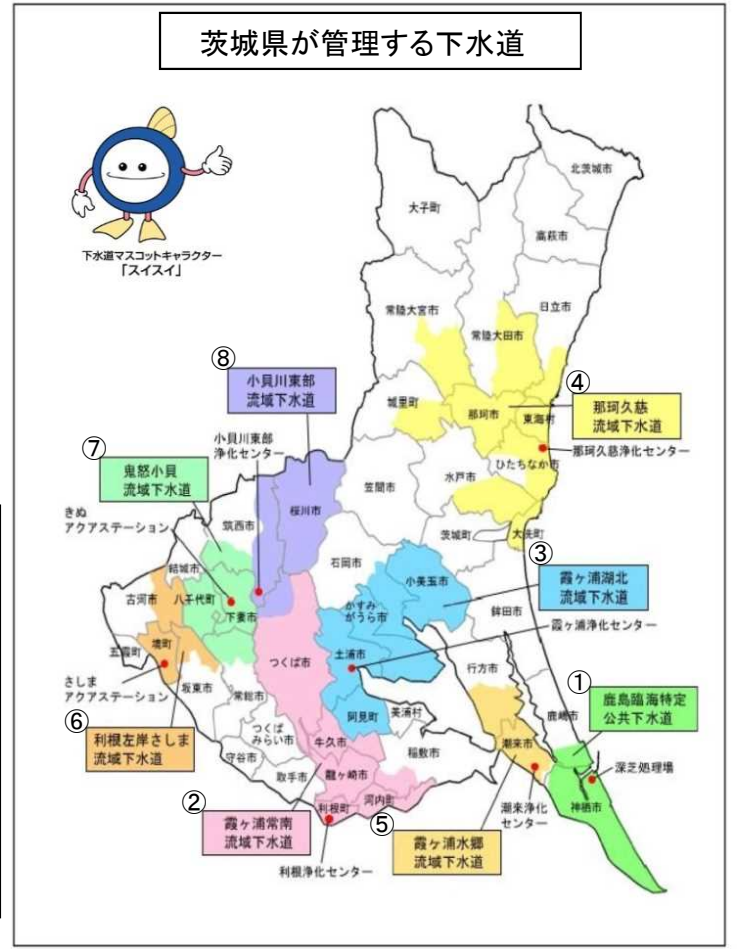 茨城県が管理する下水道
下水道マスコットキャラクター
「スイスイ」
北茨城市
大子町
高萩市
常陸大宮市
常陸大田市
日立市
⑧
小貝川東部
流域下水道
城里町
那珂市
東海村
④
那珂久慈
流域下水道
小貝川東部
浄化センター
那珂久慈浄化センター
⑦
鬼怒小貝
流域下水道
ひたちなか市
水戸市
笠間市
桜川市
筑西市
きぬ
アクアステーション
茨城町
大洗町
石岡市
小美玉市
③
霞ヶ浦湖北
流域下水道
結城市
古河市
八千代町
下妻市
かすみ
がうら市
鉾田市
霞ヶ浦浄化センター
五霞町
境町
つくば市
土浦市
行方市
さしま
アクアステーション
坂東市
常総市
①
鹿島臨海特定
公共下水道
阿見町
美浦村
鹿嶋市
⑥
利根左岸さしま
流域下水道
つくば
みらい市
牛久市
稲敷市
潮来市
守谷市
取手市
龍ヶ崎市
深芝処理場
②
霞ヶ浦常南
流域下水道
利根町
河内町
⑤
霞ヶ浦水郷
流域下水道
潮来浄化
センター
神栖市
利根浄化センター